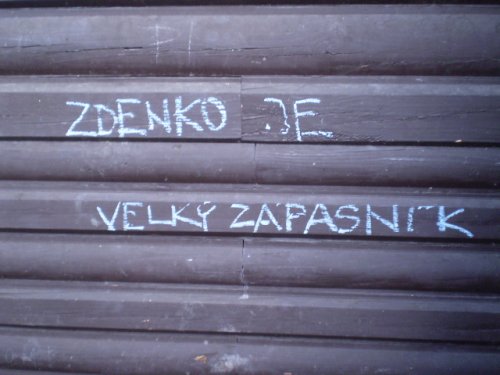 ZDENKO JE
VELKÝ ZÁPASNÍK